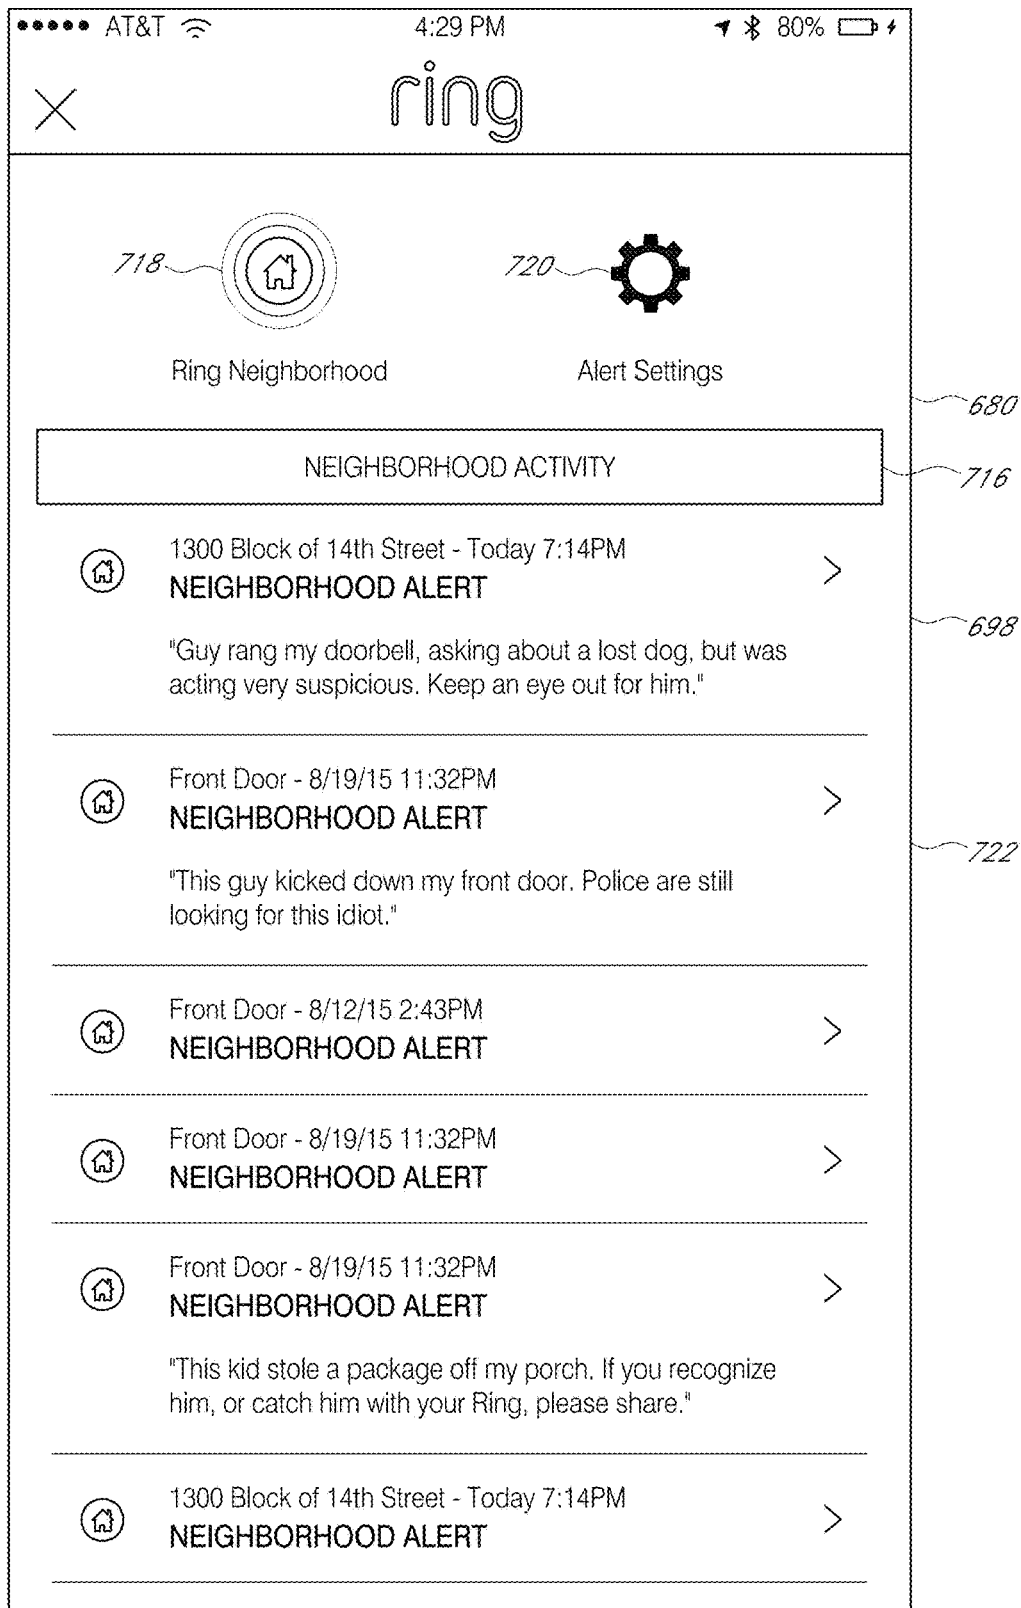 AT&T 4:29 PM 80%
ring
718 720
Ring Neighborhood Alert Settings
680
NEIGHBORHOOD ACTIVITY
716
1300 Block of 14th Street - Today 7:14PM
NEIGHBORHOOD ALERT
698
"Guy rang my doorbell, asking about a lost dog, but was
acting very suspicious. Keep an eye out for him."
Front Door - 8/19/15 11:32PM
NEIGHBORHOOD ALERT
722
"This guy kicked down my front door. Police are still
looking for this idiot."
Front Door - 8/12/15 2:43PM
NEIGHBORHOOD ALERT
Front Door - 8/19/15 11:32PM
NEIGHBORHOOD ALERT
Front Door - 8/19/15 11:32PM
NEIGHBORHOOD ALERT
"This kid stole a package off my porch. If you recognize
him, or catch him with your Ring, please share."
1300 Block of 14th Street - Today 7:14PM
NEIGHBORHOOD ALERT